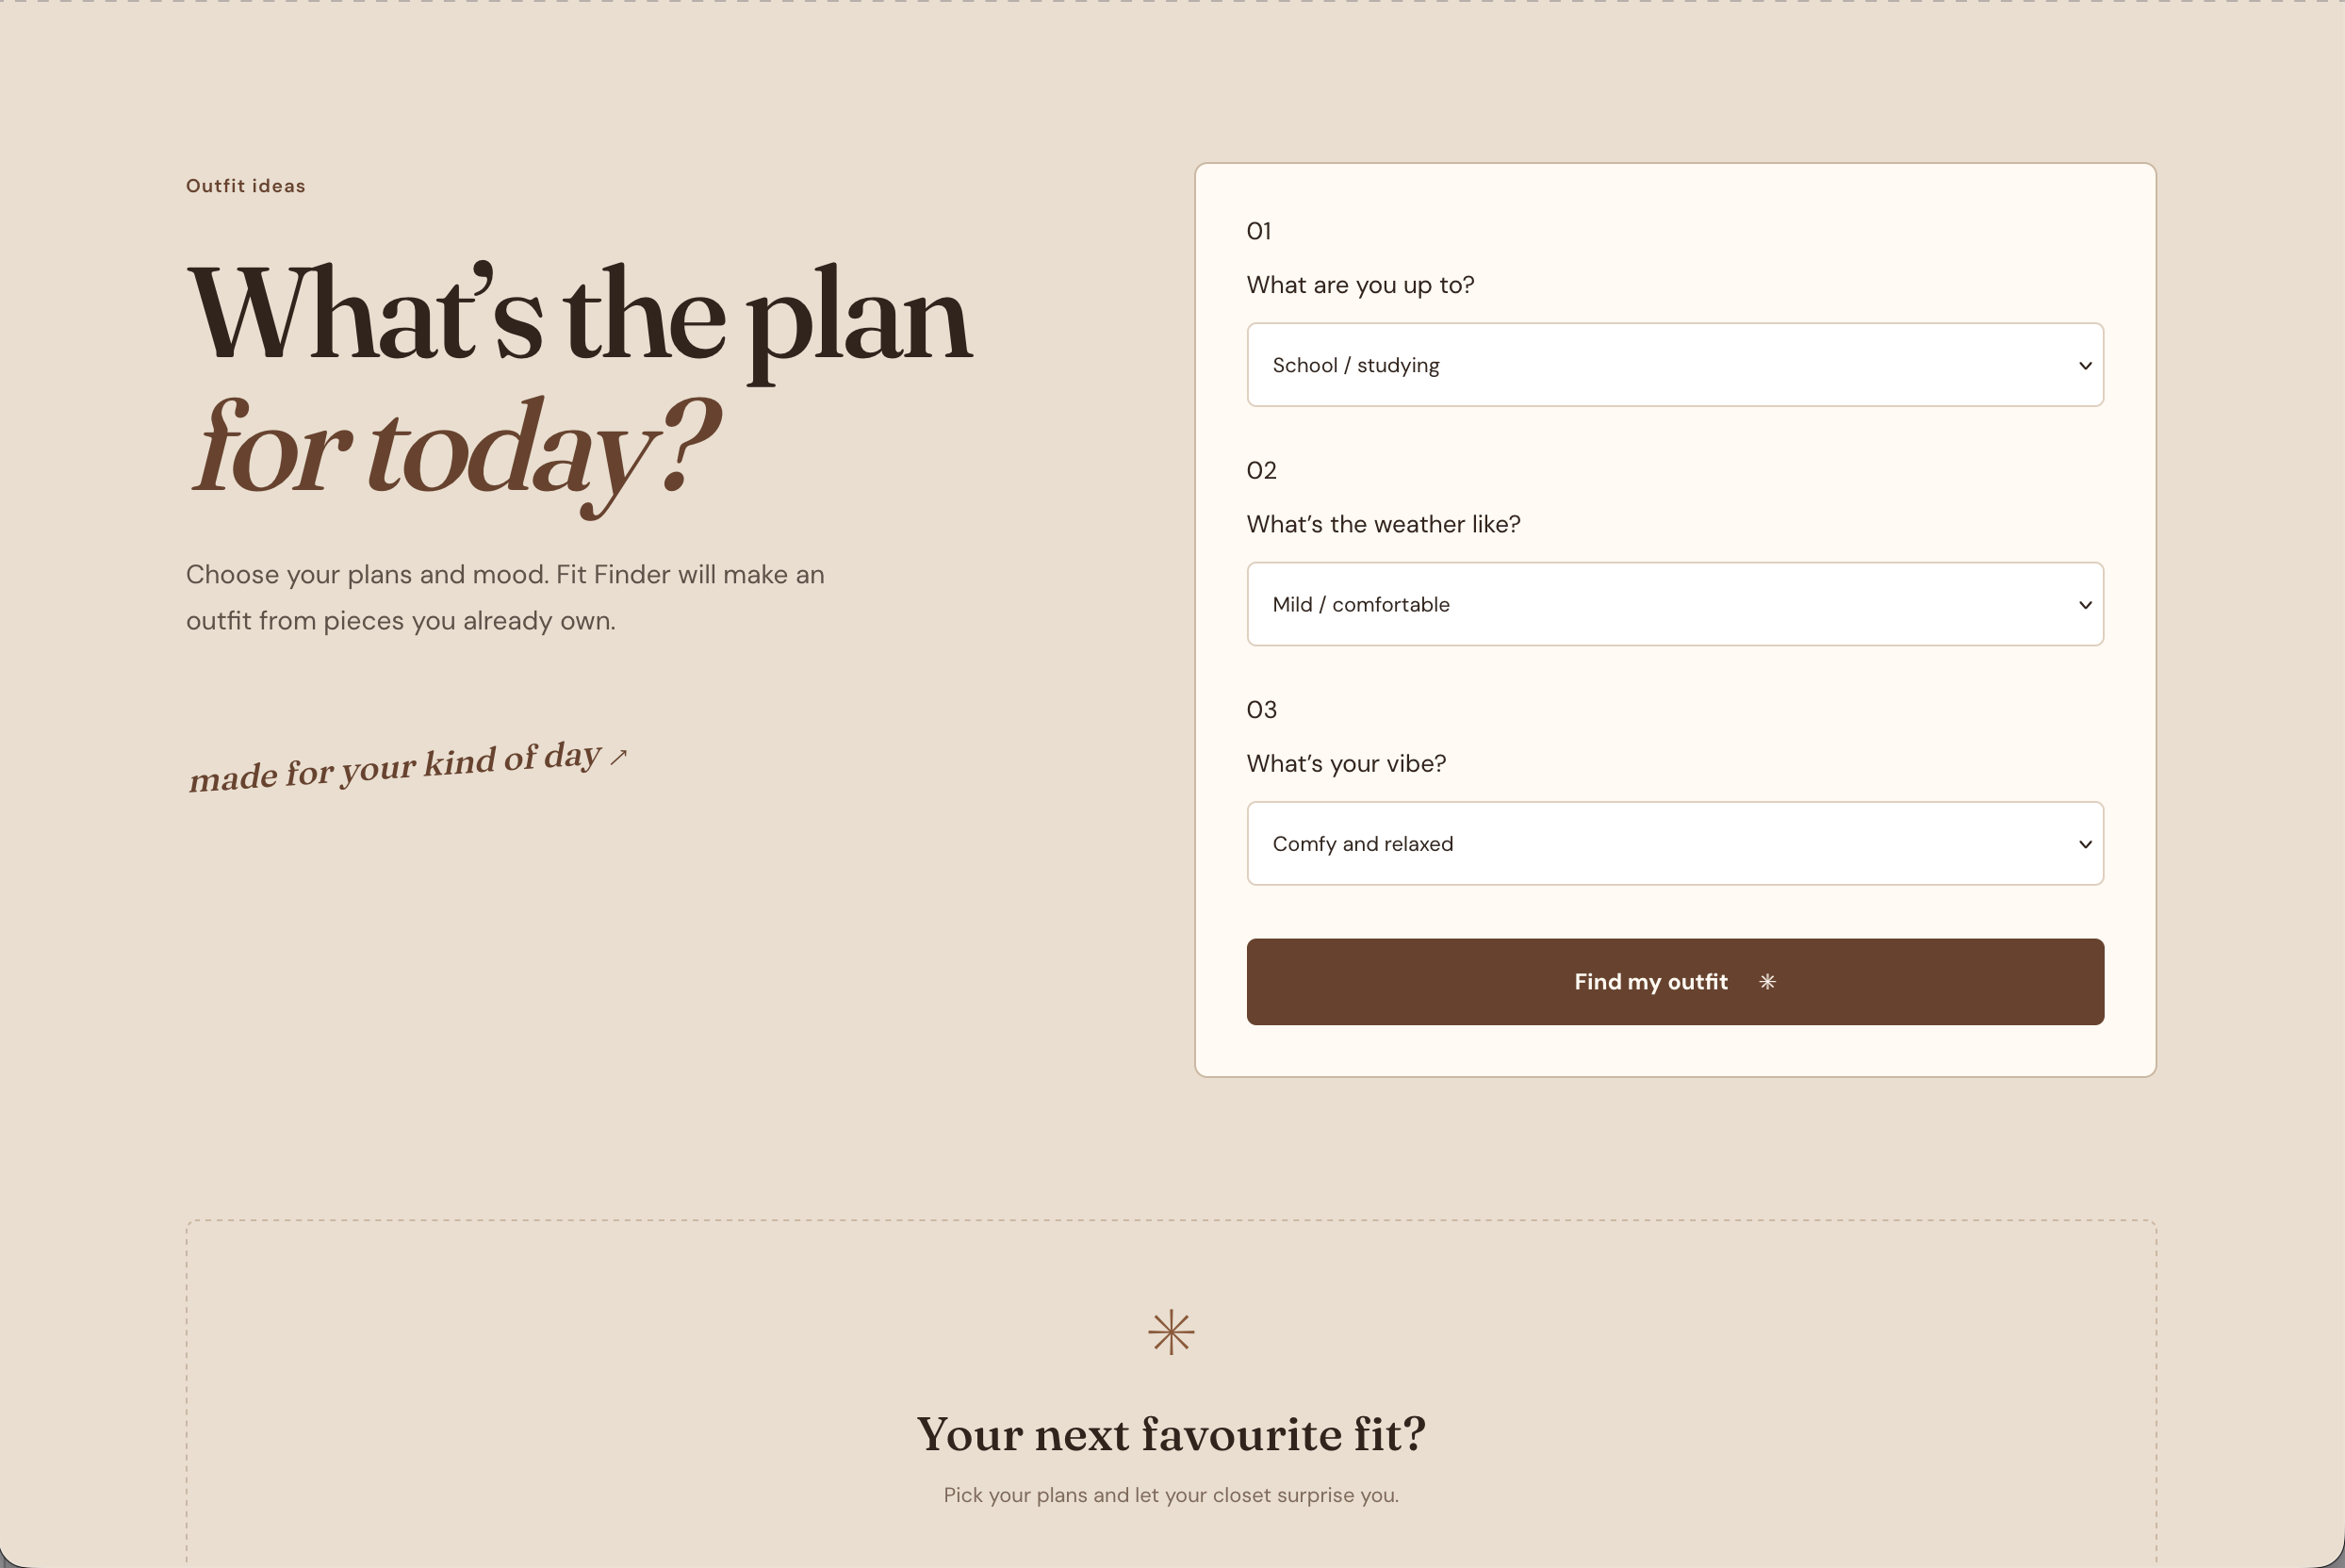 Outfit ideas
What’s the plan
for today?
Choose your plans and mood. Fit Finder will make an
outfit from pieces you already own.
made for your kind of day ↗
01
What are you up to?
School / studying
02
What’s the weather like?
Mild / comfortable
03
What’s your vibe?
Comfy and relaxed
Find my outfit ✳
Your next favourite fit?
Pick your plans and let your closet surprise you.